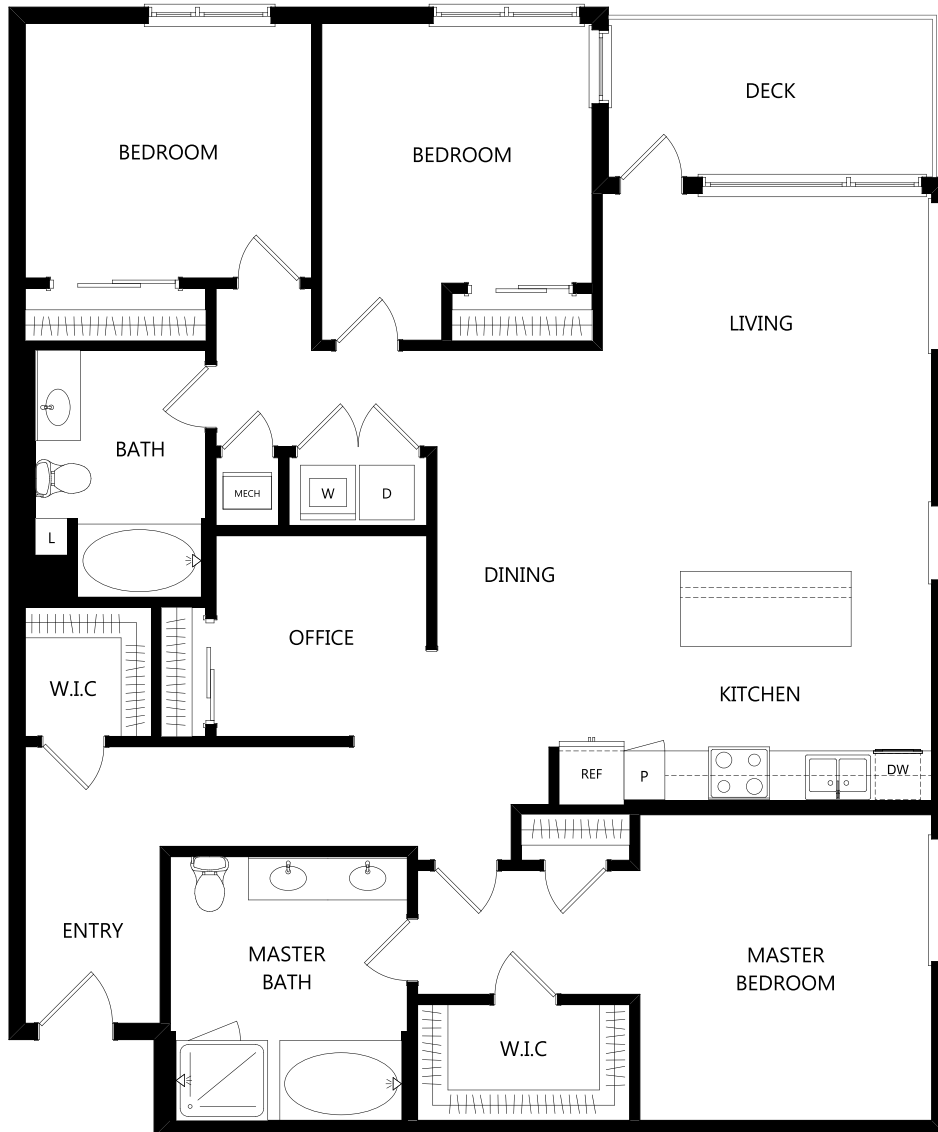 DECK
BEDROOM
BEDROOM
LIVING
BATH
MECH
W
D
L
DINING
OFFICE
W.I.C
KITCHEN
REF
P
DW
ENTRY
MASTER
BATH
MASTER
BEDROOM
W.I.C